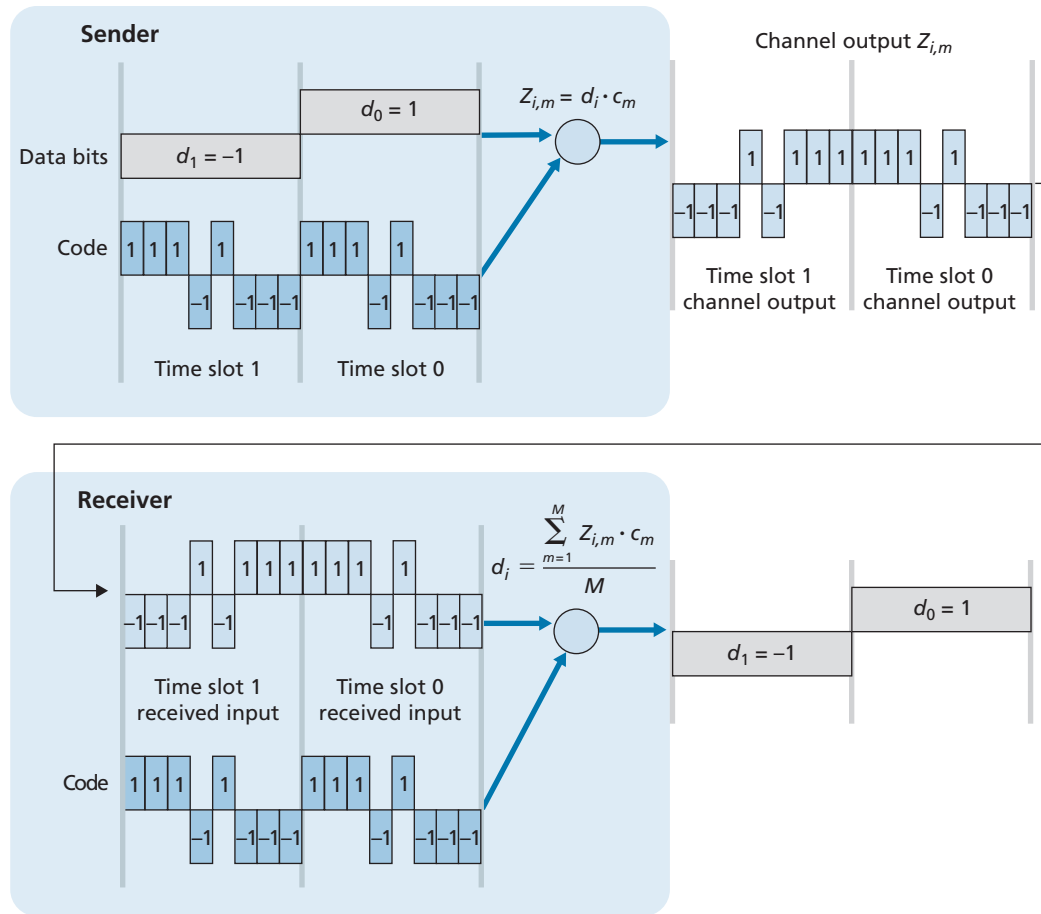 Sender
Channel output Z_{i,m}
d_0 = 1
Z_{i,m} = d_i · c_m
Data bits
d_1 = –1
1 1 1 1 1 1 1 1
–1 –1 –1 –1 –1 –1 –1 –1
Code
1 1 1 1 1 1 1 1
–1 –1 –1 –1 –1 –1 –1 –1
Time slot 1
Time slot 0
Time slot 1
channel output
Time slot 0
channel output
Receiver
d_i = \frac{\sum_{m=1}^{M} Z_{i,m} · c_m}{M}
1 1 1 1 1 1 1 1
–1 –1 –1 –1 –1 –1 –1 –1
d_0 = 1
d_1 = –1
Time slot 1
received input
Time slot 0
received input
Code
1 1 1 1 1 1 1 1
–1 –1 –1 –1 –1 –1 –1 –1